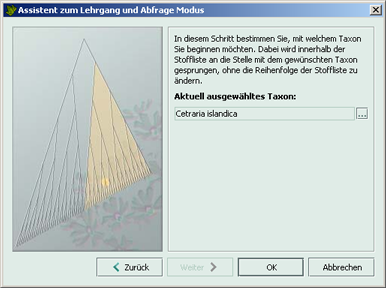 Assistent zum Lehrgang und Abfrage Modus
In diesem Schritt bestimmen Sie, mit welchem Taxon
Sie beginnen möchten. Dabei wird innerhalb der
Stoffliste an die Stelle mit dem gewünschten Taxon
gesprungen, ohne die Reihenfolge der Stoffliste zu
ändern.
Aktuell ausgewähltes Taxon:
Cetraria islandica
...
Zurück
Weiter
OK
Abbrechen